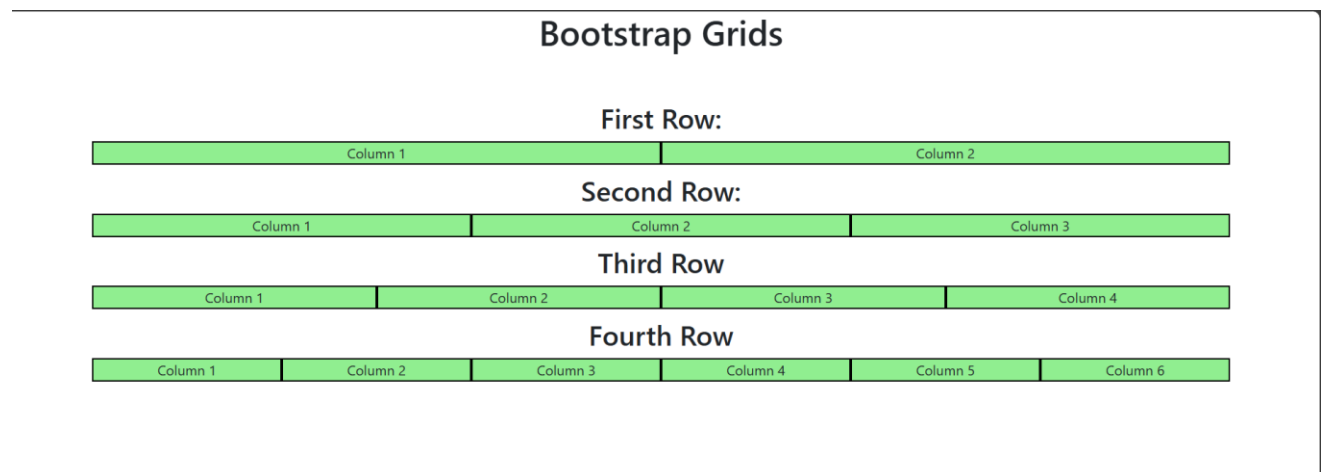 Bootstrap Grids
First Row:
Column 1 Column 2
Second Row:
Column 1 Column 2 Column 3
Third Row
Column 1 Column 2 Column 3 Column 4
Fourth Row
Column 1 Column 2 Column 3 Column 4 Column 5 Column 6